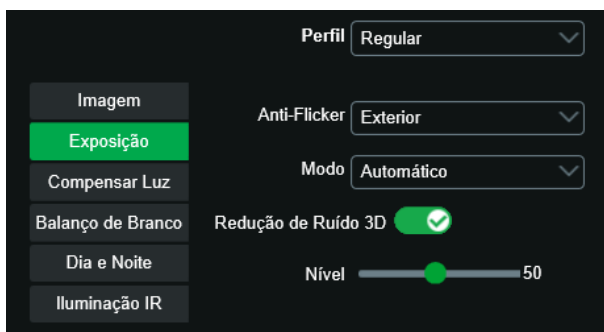 Perfil Regular
Imagem
Exposição
Compensar Luz
Balanço de Branco
Dia e Noite
Iluminação IR
Anti-Flicker Exterior
Modo Automático
Redução de Ruído 3D
Nível 50